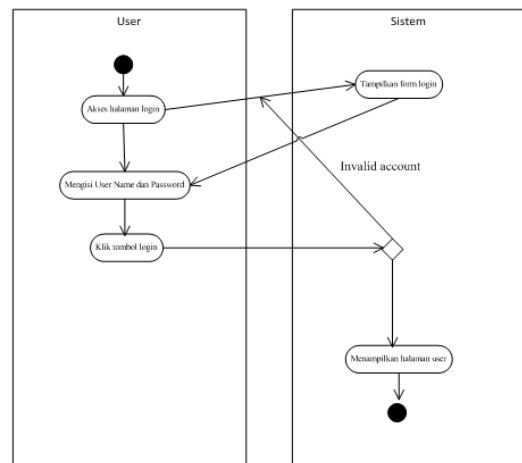 User
Sistem
Akses halaman login
Tampilkan form login
Invalid account
Mengisi User Name dan Password
Klik tombol login
Menampilkan halaman user